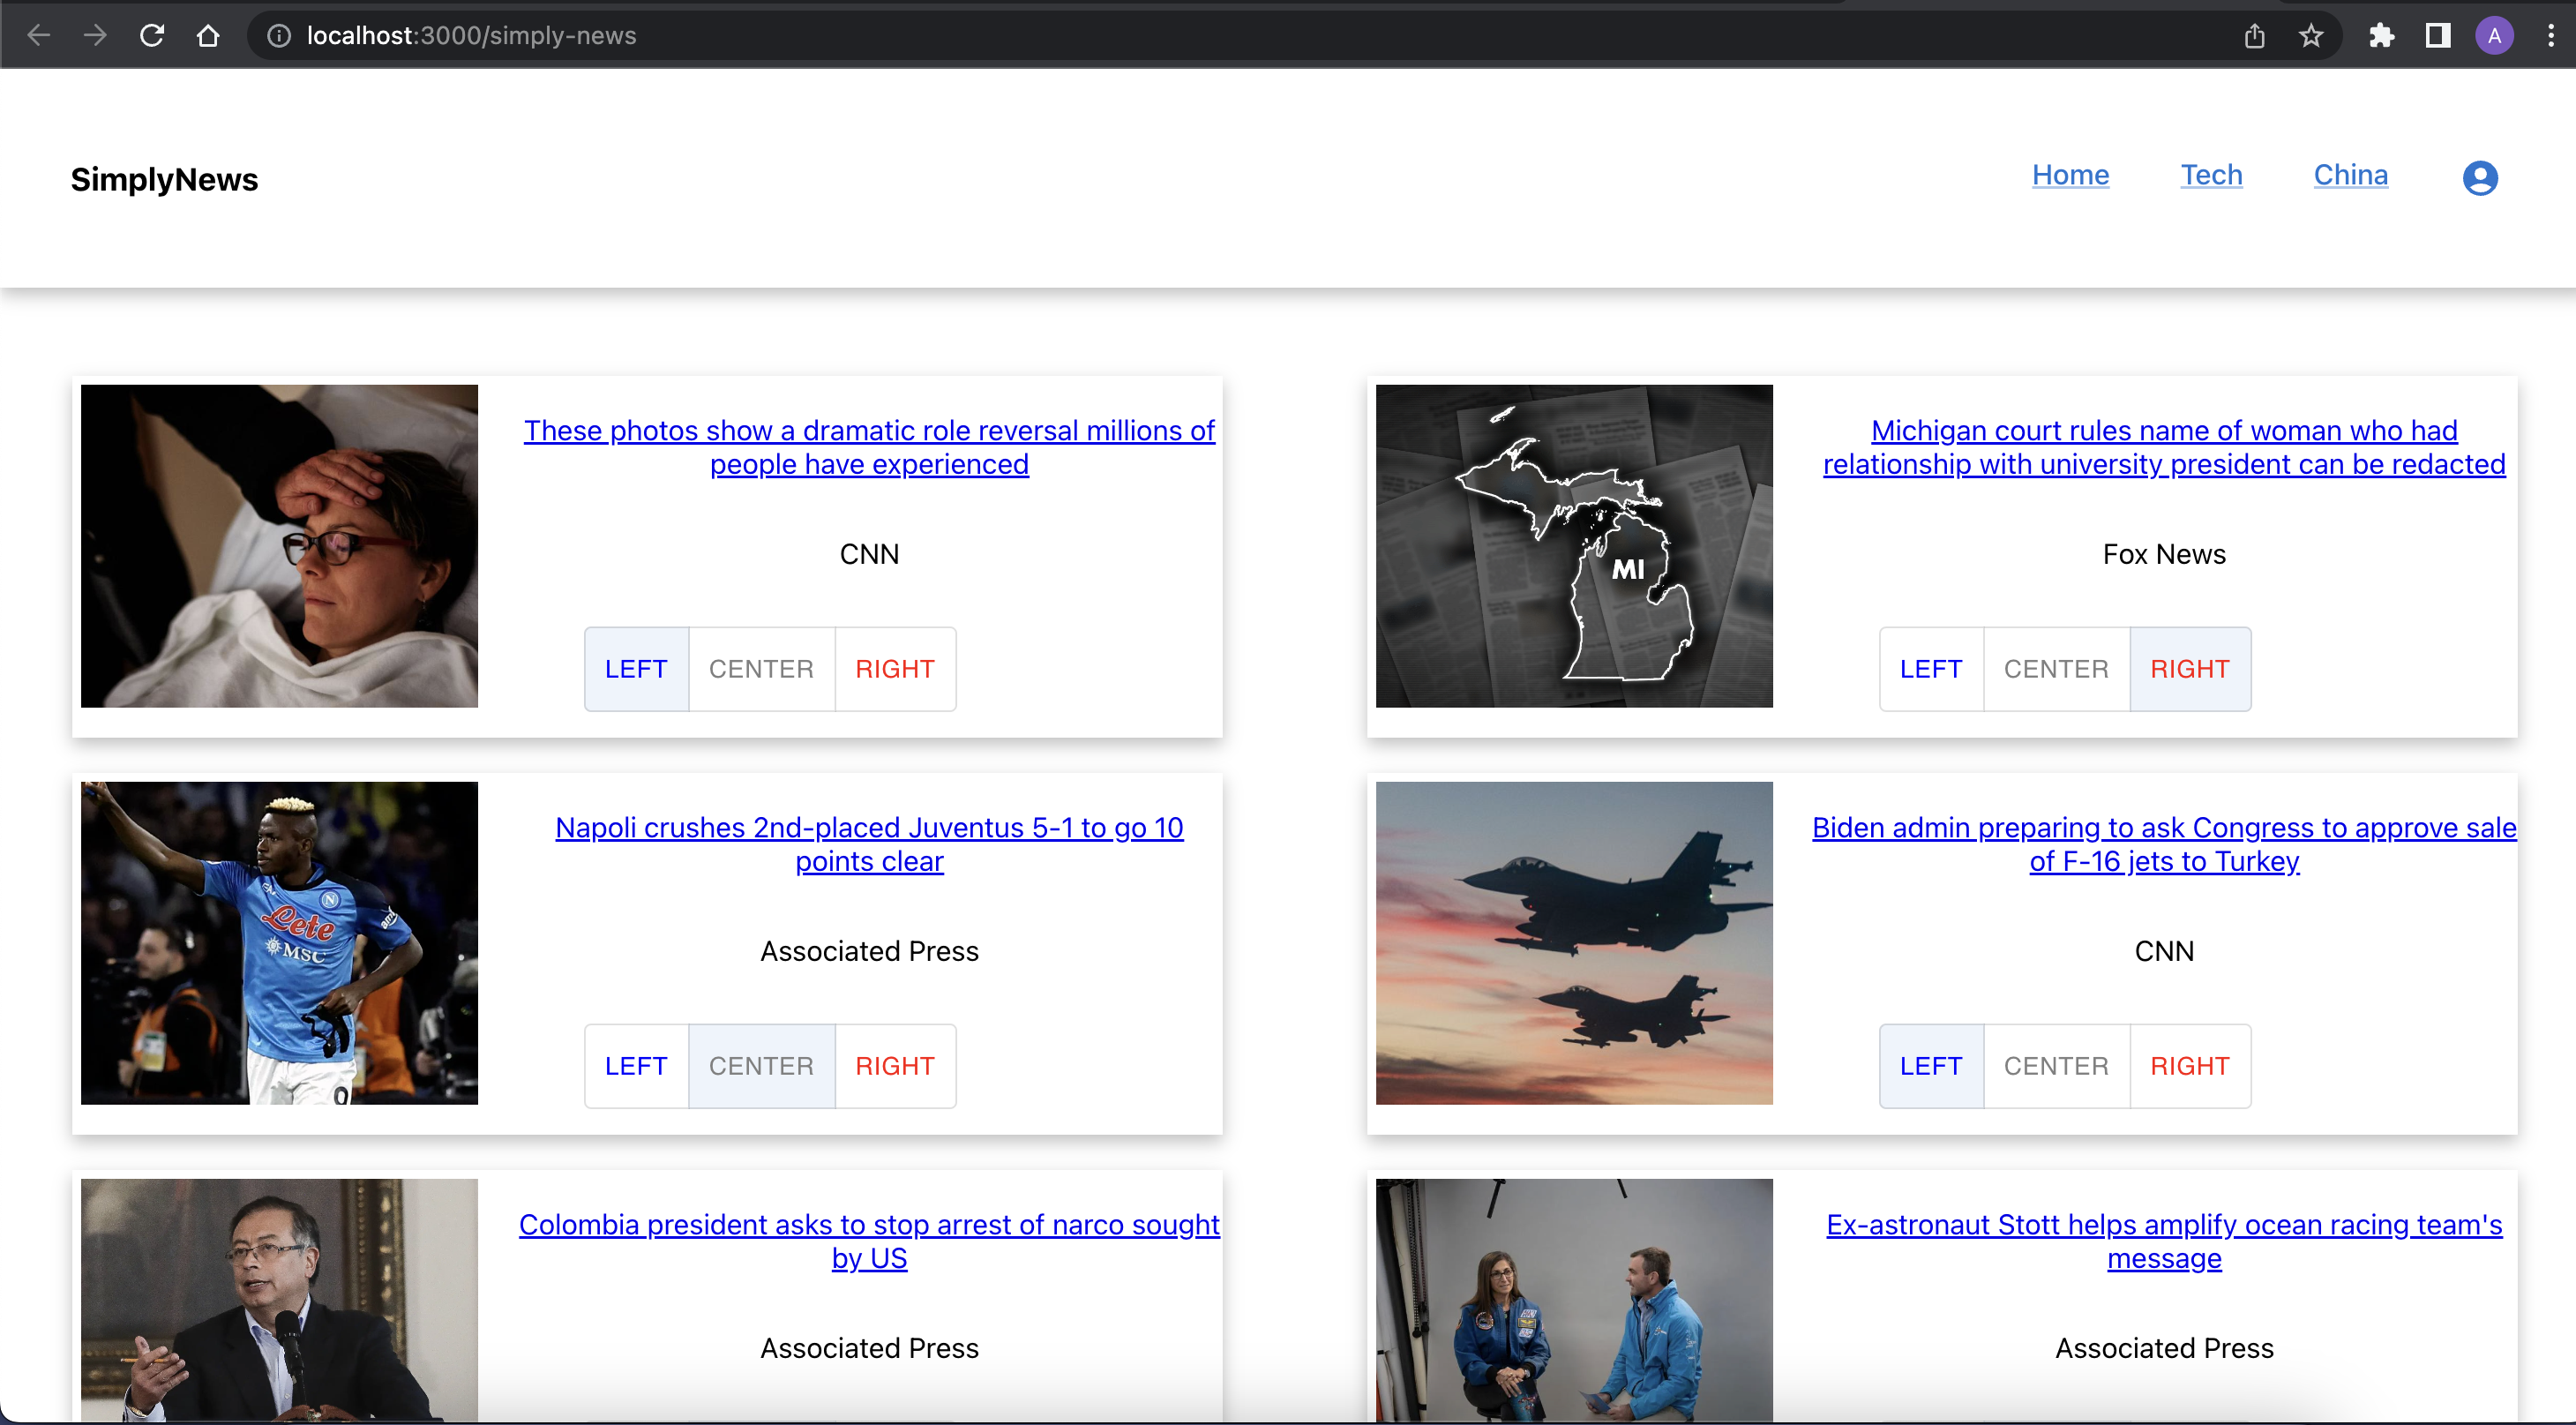 localhost:3000/simply-news
A
SimplyNews
Home Tech China
These photos show a dramatic role reversal millions of
people have experienced
CNN
LEFT CENTER RIGHT
MI
Michigan court rules name of woman who had
relationship with university president can be redacted
Fox News
LEFT CENTER RIGHT
N
Lete
MSC
Napoli crushes 2nd-placed Juventus 5-1 to go 10
points clear
Associated Press
LEFT CENTER RIGHT
Biden admin preparing to ask Congress to approve sale
of F-16 jets to Turkey
CNN
LEFT CENTER RIGHT
Colombia president asks to stop arrest of narco sought
by US
Associated Press
Ex-astronaut Stott helps amplify ocean racing team's
message
Associated Press